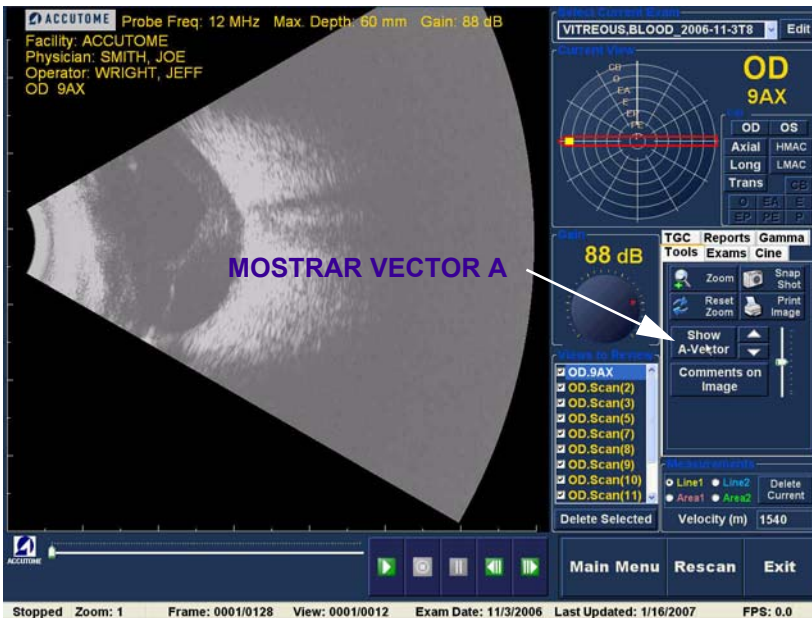 ACCUTOME Probe Freq: 12 MHz Max. Depth: 60 mm Gain: 88 dB
Facility: ACCUTOME
Physician: SMITH, JOE
Operator: WRIGHT, JEFF
OD 9AX
Select Current Exam
VITREOUS,BLOOD_2006-11-3T8 Edit
Current View
CB
O
EA
E
EP
PE
P
OD
9AX
OD OS
Axial HMAC
Long LMAC
Trans CB
O EA E
EP PE P
Gain
88 dB
TGC Reports Gamma
Tools Exams Cine
Zoom
Snap
Shot
Reset
Zoom
Print
Image
Show
A-Vector
Comments on
Image
MOSTRAR VECTOR A
Views to Review
OD.9AX
OD.Scan(2)
OD.Scan(3)
OD.Scan(5)
OD.Scan(7)
OD.Scan(8)
OD.Scan(9)
OD.Scan(10)
OD.Scan(11)
Delete Selected
Measurements
Line1 Line2
Area1 Area2
Delete
Current
Velocity (m) 1540
ACCUTOME
Main Menu Rescan Exit
Stopped Zoom: 1 Frame: 0001/0128 View: 0001/0012 Exam Date: 11/3/2006 Last Updated: 1/16/2007 FPS: 0.0